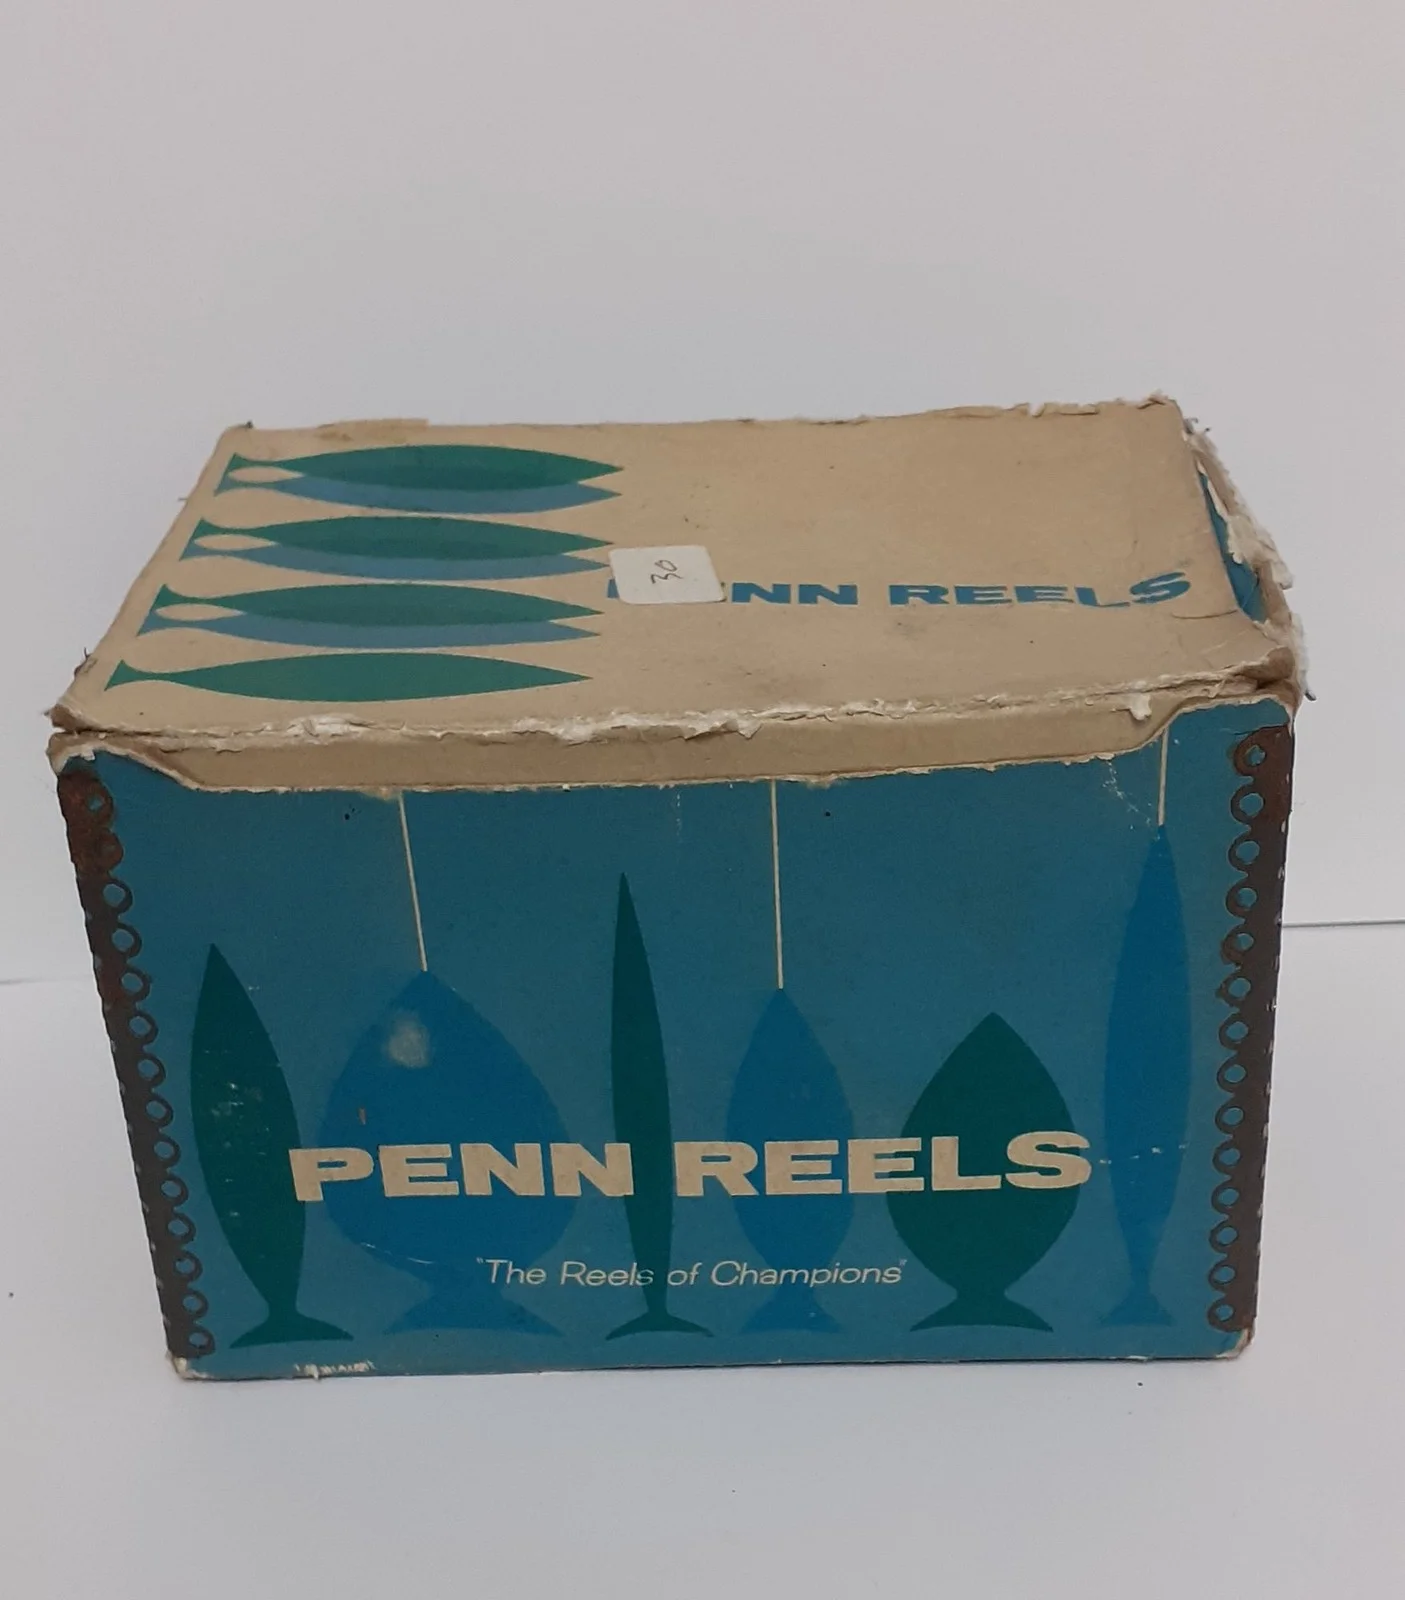 30
NN REELS
PENN REELS
"The Reels of Champions"